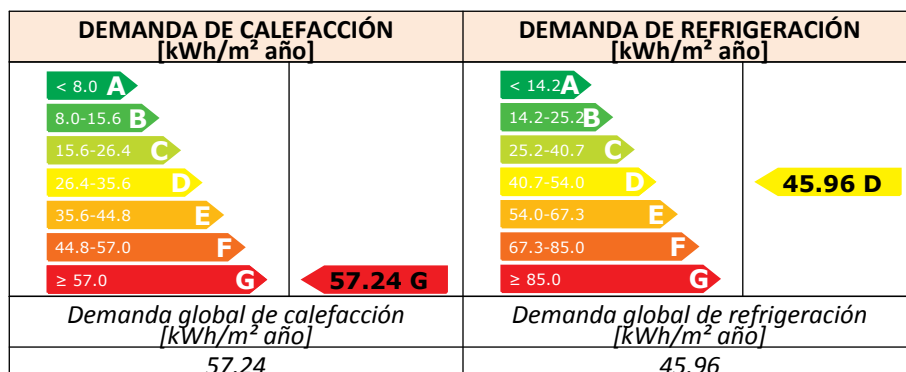 DEMANDA DE CALEFACCIÓN
[kWh/m² año]
DEMANDA DE REFRIGERACIÓN
[kWh/m² año]
< 8.0 A
8.0-15.6 B
15.6-26.4 C
26.4-35.6 D
35.6-44.8 E
44.8-57.0 F
≥ 57.0 G
57.24 G
< 14.2 A
14.2-25.2 B
25.2-40.7 C
40.7-54.0 D
54.0-67.3 E
67.3-85.0 F
≥ 85.0 G
45.96 D
Demanda global de calefacción
[kWh/m² año]
Demanda global de refrigeración
[kWh/m² año]
57.24
45.96